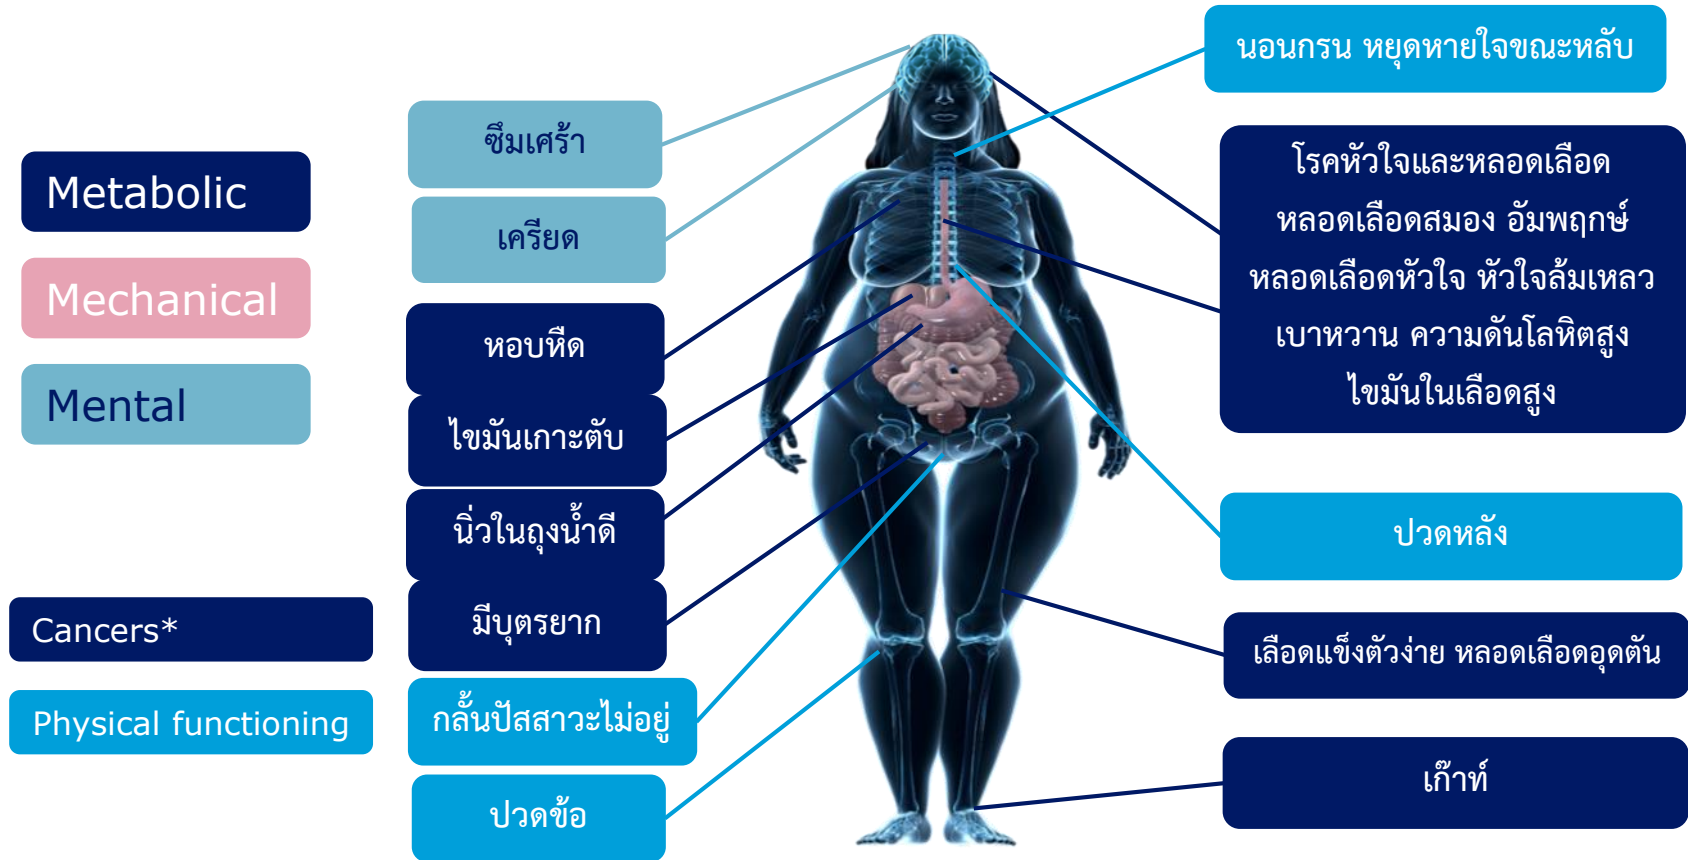 Metabolic
Mechanical
Mental
Cancers*
Physical functioning
ซึมเศร้า
เครียด
หอบหืด
ไขมันเกาะตับ
นิ่วในถุงน้ำดี
มีบุตรยาก
กลั้นปัสสาวะไม่อยู่
ปวดข้อ
นอนกรน หยุดหายใจขณะหลับ
โรคหัวใจและหลอดเลือด
หลอดเลือดสมอง อัมพฤกษ์
หลอดเลือดหัวใจ หัวใจล้มเหลว
เบาหวาน ความดันโลหิตสูง
ไขมันในเลือดสูง
ปวดหลัง
เลือดแข็งตัวง่าย หลอดเลือดอุดตัน
เก๊าท์